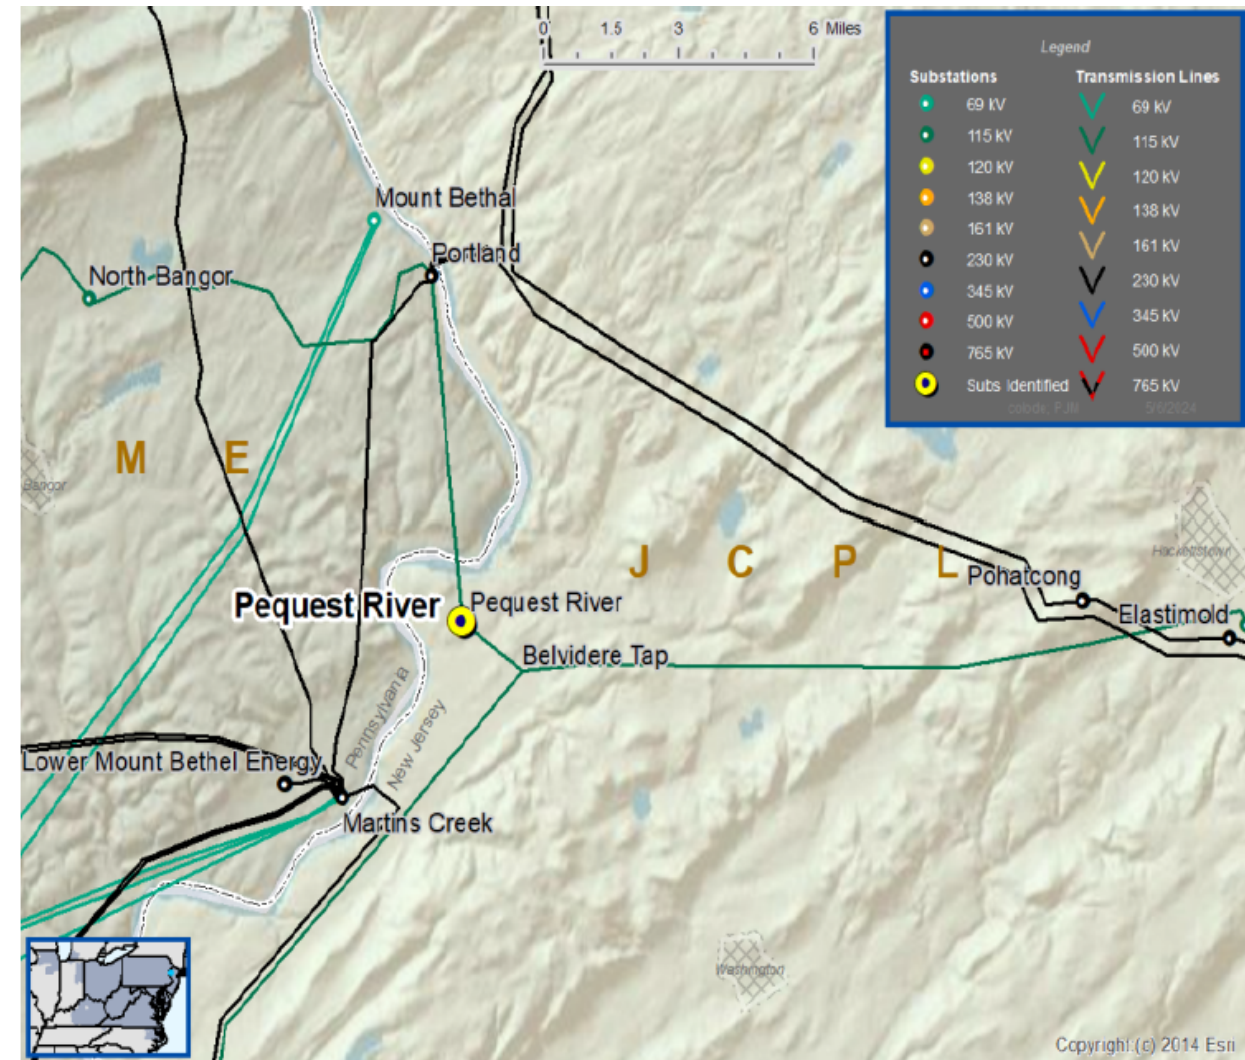 0 1.5 3 6 Miles
Legend
Substations
69 kV
115 kV
120 kV
138 kV
161 kV
230 kV
345 kV
500 kV
765 kV
Subs Identified
Transmission Lines
69 kV
115 kV
120 kV
138 kV
161 kV
230 kV
345 kV
500 kV
765 kV
5/6/2024
Mount Bethal
Portland
North Bangor
M E
Bangor
J C P L
Hackettstown
Pohatcong
Elastimold
Pequest River
Pequest River
Belvidere Tap
Pennsylvania
New Jersey
Lower Mount Bethel Energy
Martins Creek
Washington
Copyright:(c) 2014 Esri